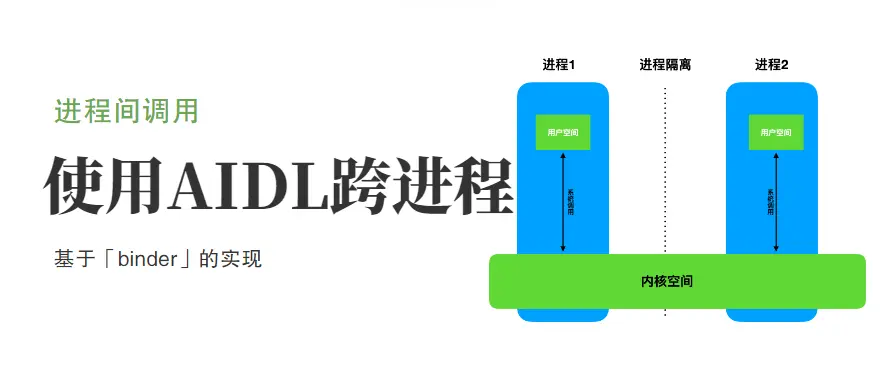 进程间调用
使用AIDL跨进程
基于「binder」的实现
进程1
进程隔离
进程2
用户空间
用户空间
系统调用
系统调用
内核空间